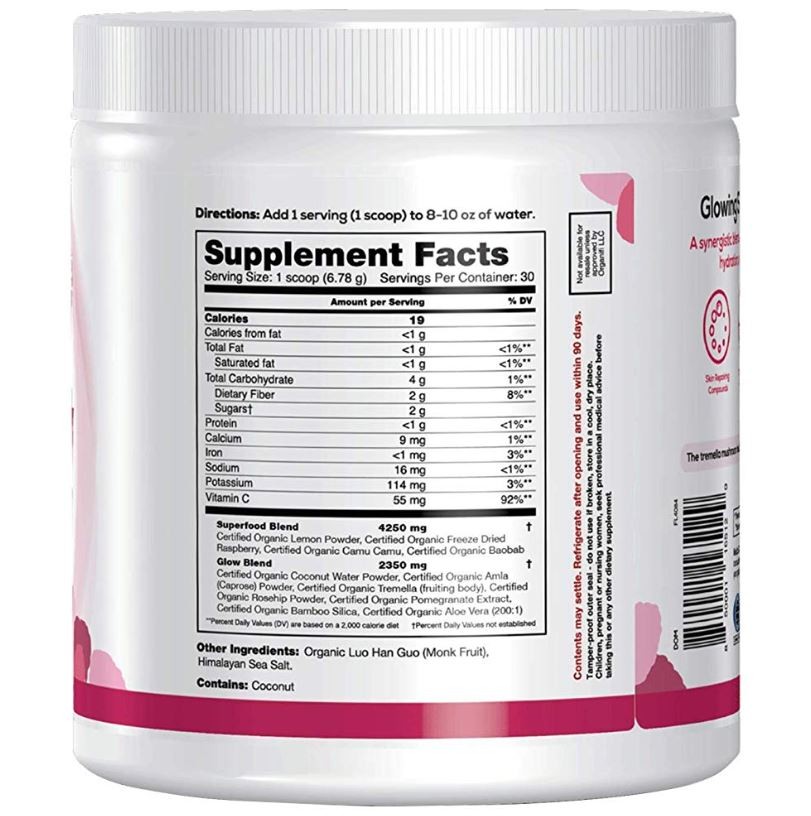 Directions: Add 1 serving (1 scoop) to 8-10 oz of water.
Supplement Facts
Serving Size: 1 scoop (6.78 g) Servings Per Container: 30
Amount per Serving % DV
Calories 19
Calories from fat <1 g
Total Fat <1 g <1%**
Saturated fat <1 g <1%**
Total Carbohydrate 4 g 1%**
Dietary Fiber 2 g 8%**
Sugars† 2 g
Protein <1 g <1%**
Calcium 9 mg 1%**
Iron <1 mg 3%**
Sodium 16 mg <1%**
Potassium 114 mg 3%**
Vitamin C 55 mg 92%**
Superfood Blend 4250 mg †
Certified Organic Lemon Powder, Certified Organic Freeze Dried
Raspberry, Certified Organic Camu Camu, Certified Organic Baobab
Glow Blend 2350 mg †
Certified Organic Coconut Water Powder, Certified Organic Amla
(Caprose) Powder, Certified Organic Tremella (fruiting body), Certified
Organic Rosehip Powder, Certified Organic Pomegranate Extract,
Certified Organic Bamboo Silica, Certified Organic Aloe Vera (200:1)
**Percent Daily Values (DV) are based on a 2,000 calorie diet †Percent Daily Values not established
Other Ingredients: Organic Luo Han Guo (Monk Fruit),
Himalayan Sea Salt.
Contains: Coconut
Not available for
resale unless
approved by
Organifi LLC
Contents may settle. Refrigerate after opening and use within 90 days.
Tamper-proof outer seal - do not use if broken, store in a cool, dry place.
Children, pregnant or nursing women, seek professional medical advice before
taking this or any other dietary supplement.
Glowing
A synergistic
Skin Repairing
Compounds
The tremella mushroom
DOM